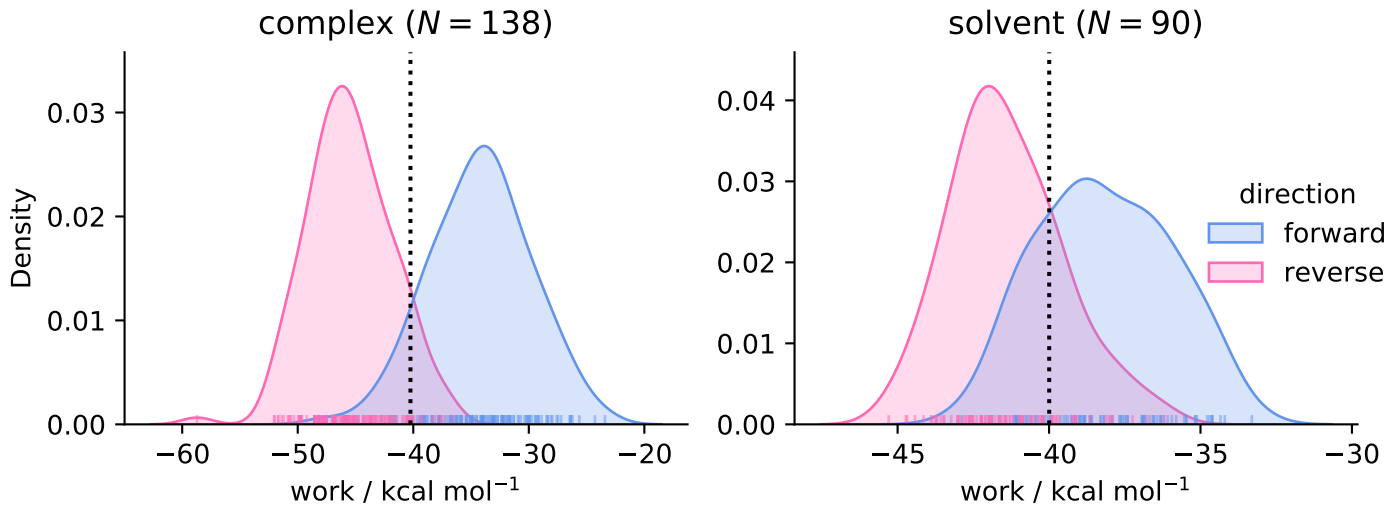 complex (N = 138)
Density
0.03
0.02
0.01
0.00
−60
−50
−40
−30
−20
work / kcal mol⁻¹
solvent (N = 90)
0.04
0.03
0.02
0.01
0.00
−45
−40
−35
−30
work / kcal mol⁻¹
direction
forward
reverse